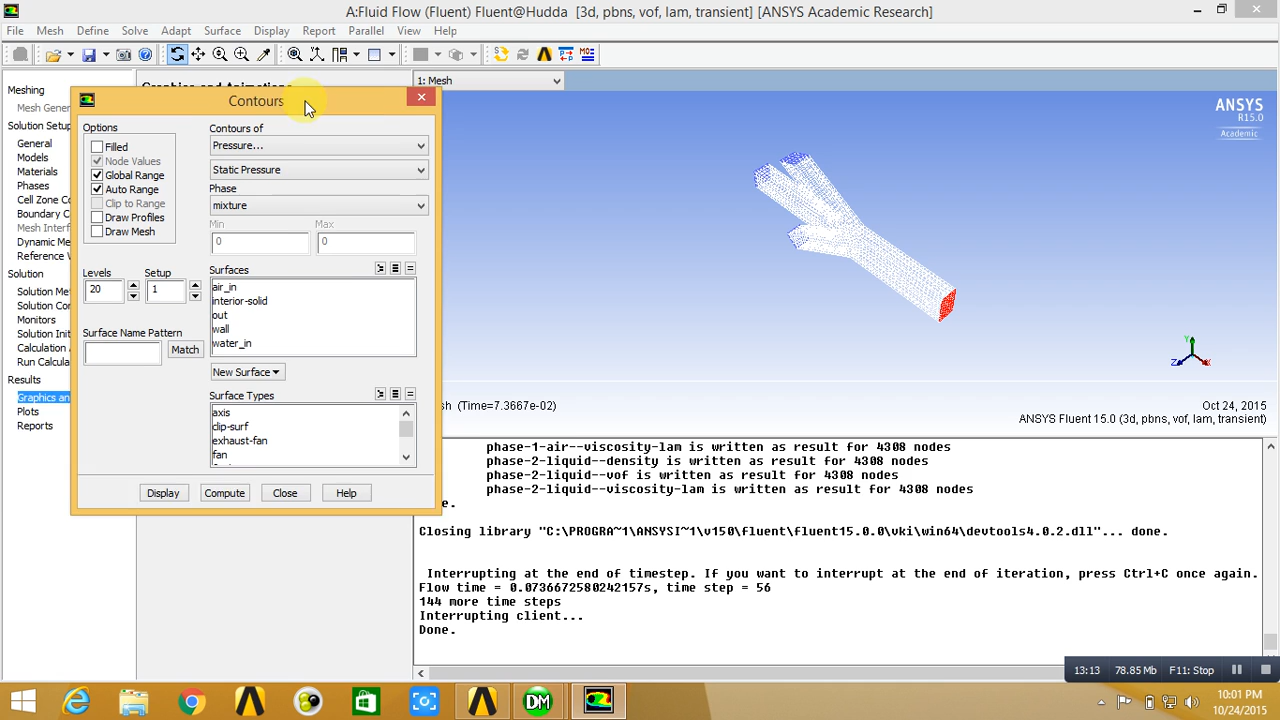 A:Fluid Flow (Fluent) Fluent@Hudda [3d, pbns, vof, lam, transient] [ANSYS Academic Research]
File Mesh Define Solve Adapt Surface Display Report Parallel View Help
Meshing
Mesh Gener
Solution Setup
General
Models
Materials
Phases
Cell Zone Co
Boundary C
Mesh Interf
Dynamic Me
Reference V
Solution
Solution Met
Solution Con
Monitors
Solution Initi
Calculation A
Run Calcula
Results
Graphics an
Plots
Reports
Graphics and Animations
Contours
Options
Filled
Node Values
Global Range
Auto Range
Clip to Range
Draw Profiles
Draw Mesh
Levels Setup
20 1
Surface Name Pattern
Match
Contours of
Pressure...
Static Pressure
Phase
mixture
Min Max
0 0
Surfaces
air_in
interior-solid
out
wall
water_in
New Surface
Surface Types
axis
clip-surf
exhaust-fan
fan
Display Compute Close Help
1: Mesh
ANSYS
R15.0
Academic
Y
Z X
sh (Time=7.3667e-02) Oct 24, 2015
ANSYS Fluent 15.0 (3d, pbns, vof, lam, transient)
phase-1-air--viscosity-lam is written as result for 4308 nodes
phase-2-liquid--density is written as result for 4308 nodes
phase-2-liquid--vof is written as result for 4308 nodes
phase-2-liquid--viscosity-lam is written as result for 4308 nodes
e.
Closing library "C:\PROGRA~1\ANSYSI~1\v150\fluent\fluent15.0.0\vki\win64\devtools4.0.2.dll"... done.
Interrupting at the end of timestep. If you want to interrupt at the end of iteration, press Ctrl+C once again.
Flow time = 0.0736672580242157s, time step = 56
144 more time steps
Interrupting client...
Done.
13:13 78.85 Mb F11: Stop
DM
10:01 PM
10/24/2015